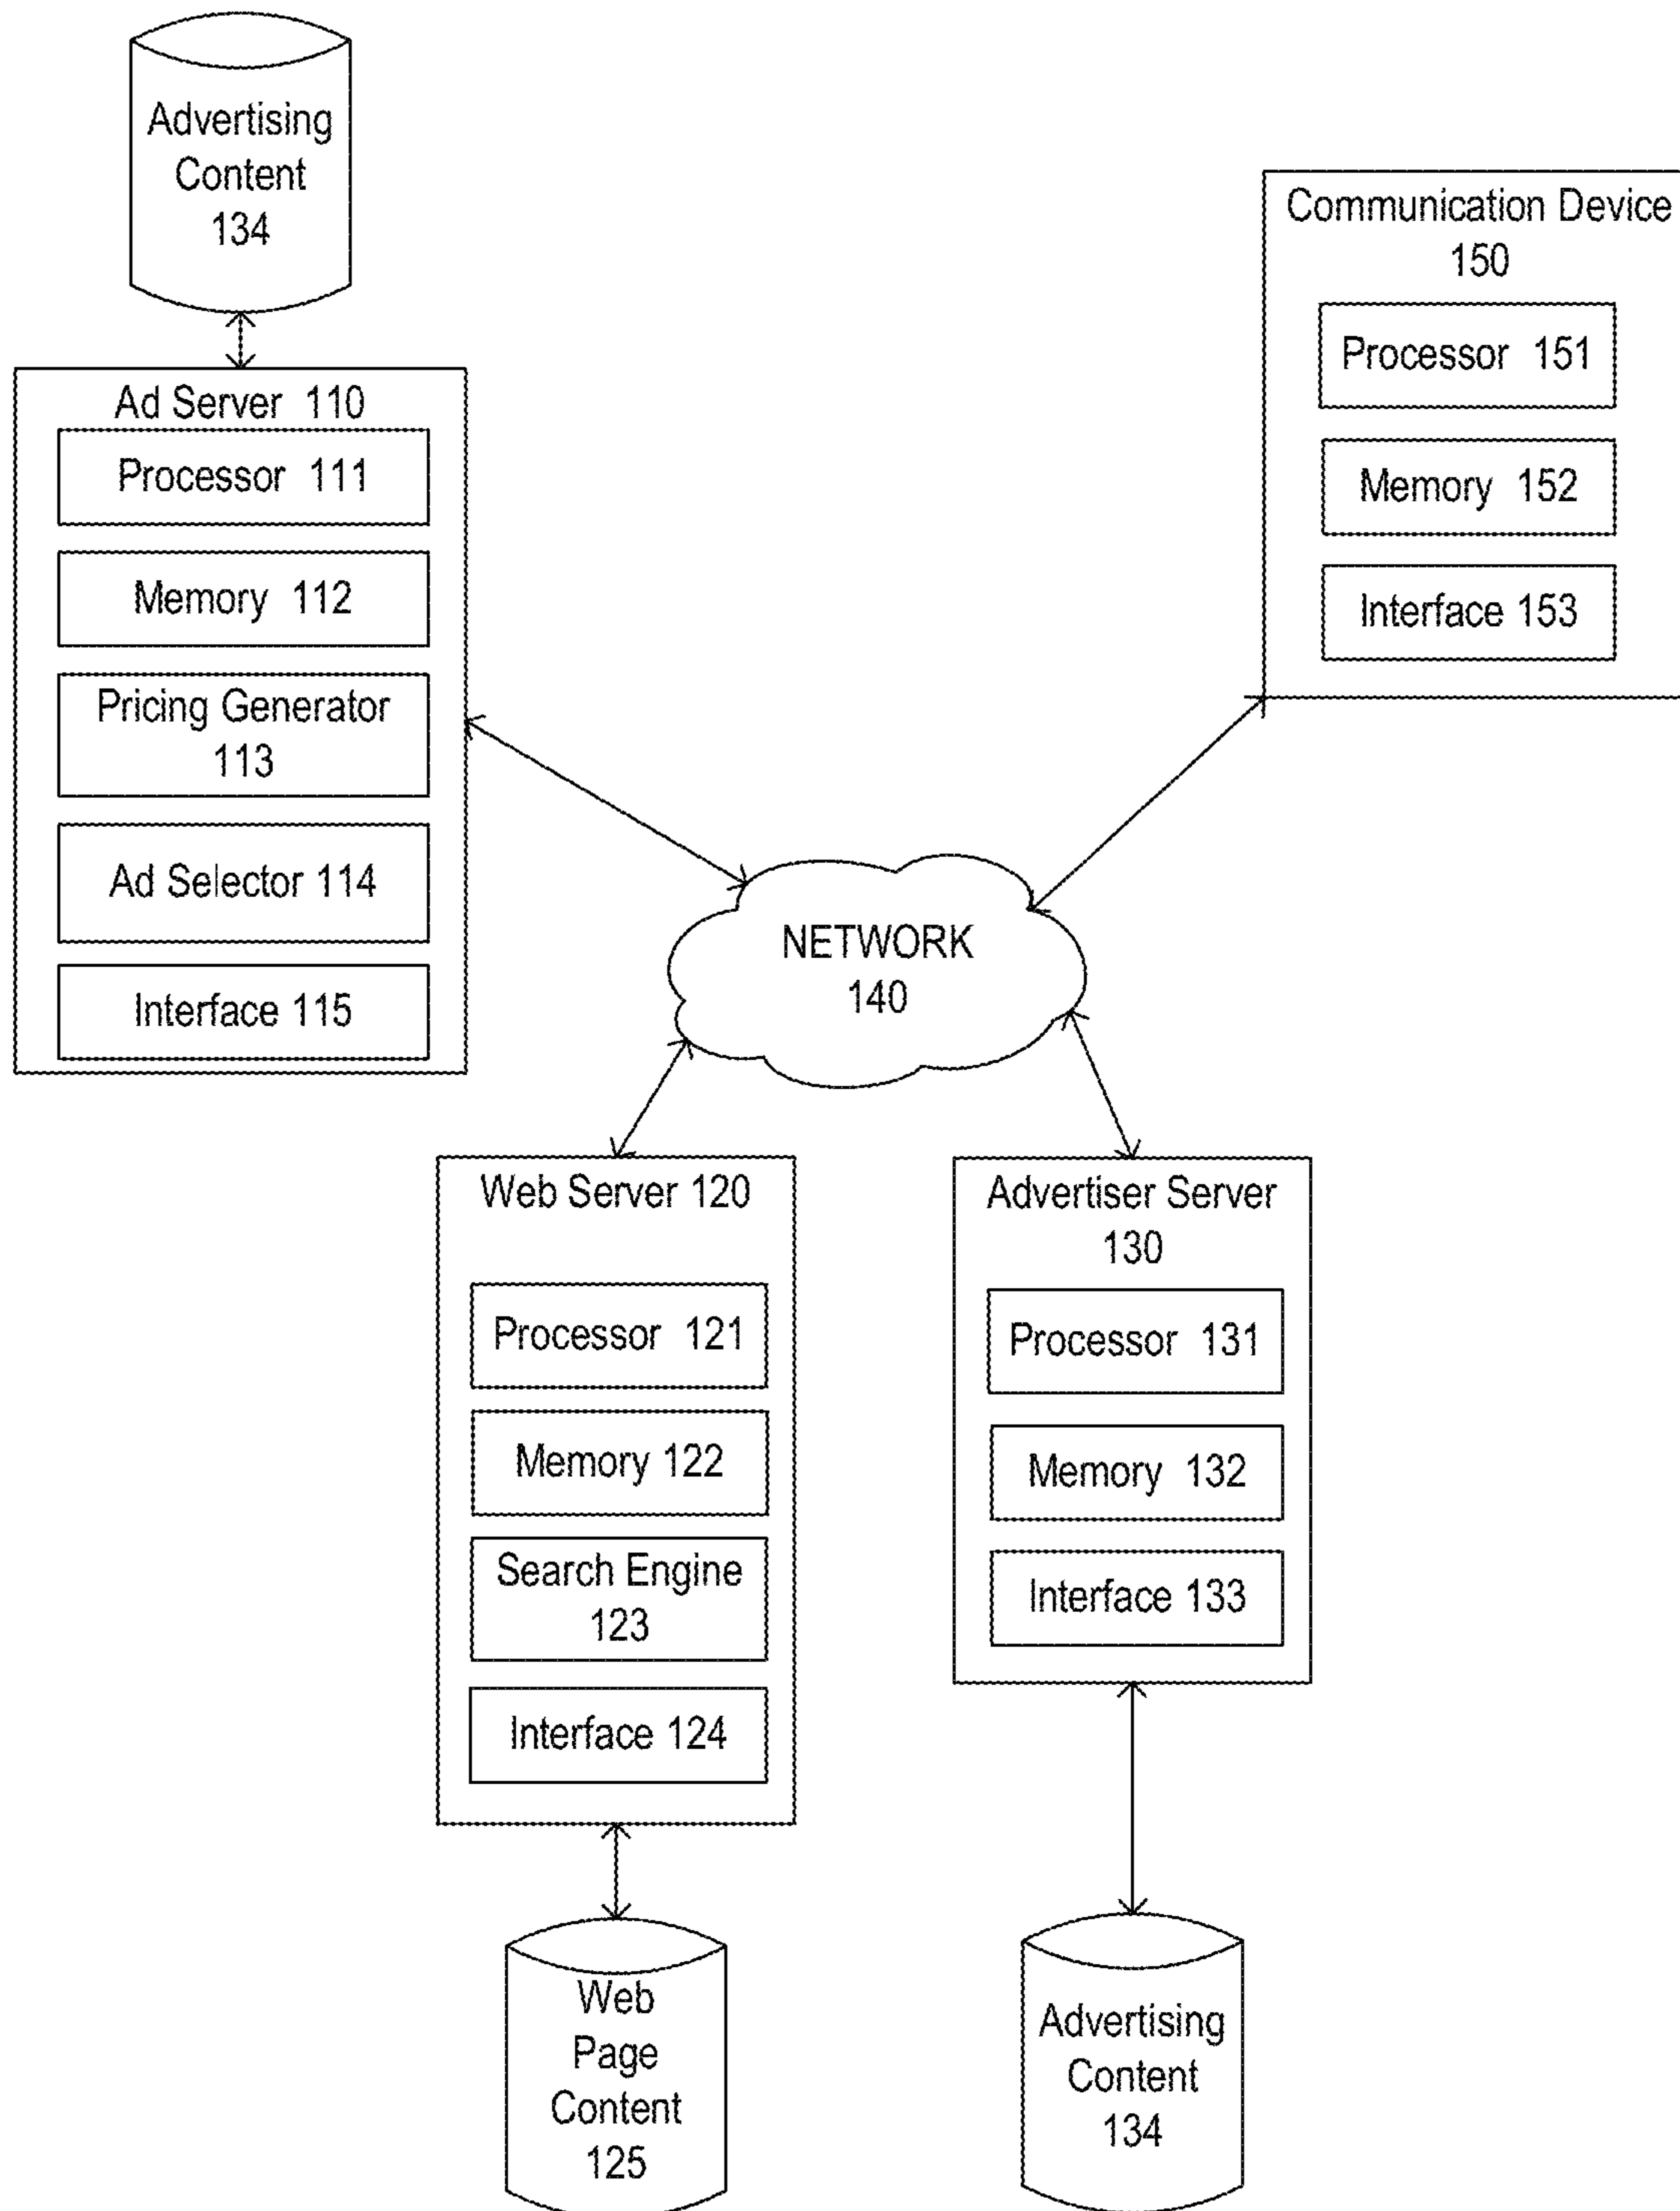 Advertising
Content
134
Communication Device
150
Processor 151
Memory 152
Interface 153
Ad Server 110
Processor 111
Memory 112
Pricing Generator
113
Ad Selector 114
Interface 115
NETWORK
140
Web Server 120
Processor 121
Memory 122
Search Engine
123
Interface 124
Advertiser Server
130
Processor 131
Memory 132
Interface 133
Web
Page
Content
125
Advertising
Content
134